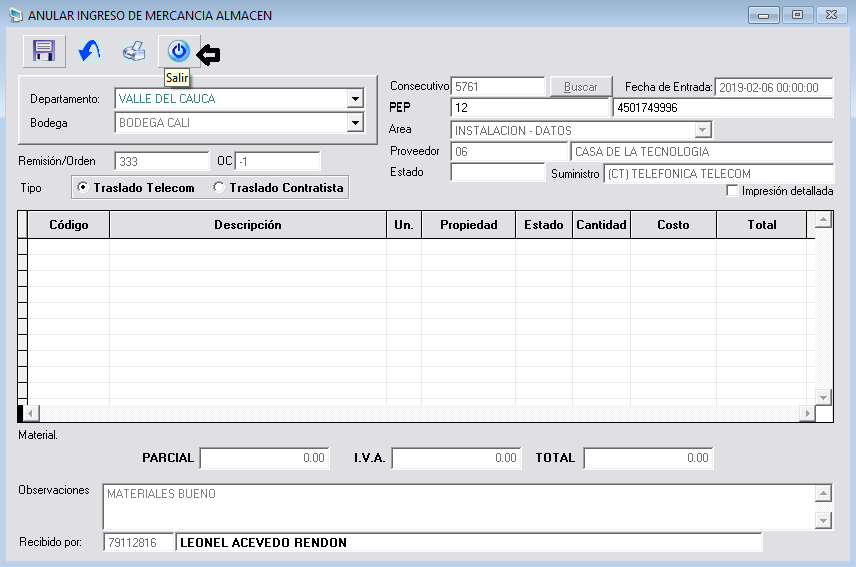 ANULAR INGRESO DE MERCANCIA ALMACEN
Salir
Departamento: VALLE DEL CAUCA
Bodega BODEGA CALI
Consecutivo 5761 Buscar Fecha de Entrada: 2019-02-06 00:00:00
PEP 12 4501749996
Area INSTALACION - DATOS
Proveedor 06 CASA DE LA TECNOLOGIA
Estado Suministro (CT) TELEFONICA TELECOM
Remisión/Orden 333 OC -1
Tipo Traslado Telecom Traslado Contratista
Impresión detallada
Código Descripción Un. Propiedad Estado Cantidad Costo Total
Material.
PARCIAL 0.00 I.V.A. 0.00 TOTAL 0.00
Observaciones MATERIALES BUENO
Recibido por: 79112816 LEONEL ACEVEDO RENDON